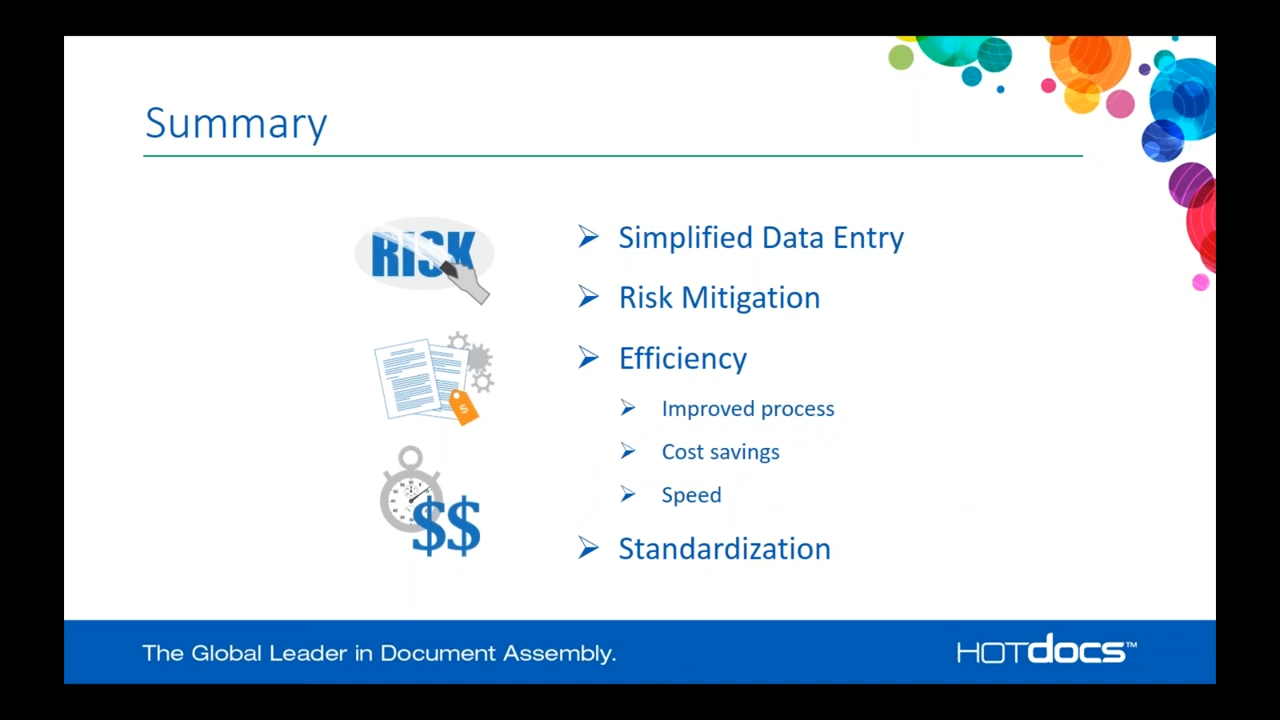 Summary
RISK
$
$$
Simplified Data Entry
Risk Mitigation
Efficiency
Improved process
Cost savings
Speed
Standardization
The Global Leader in Document Assembly.
HOTdocs™